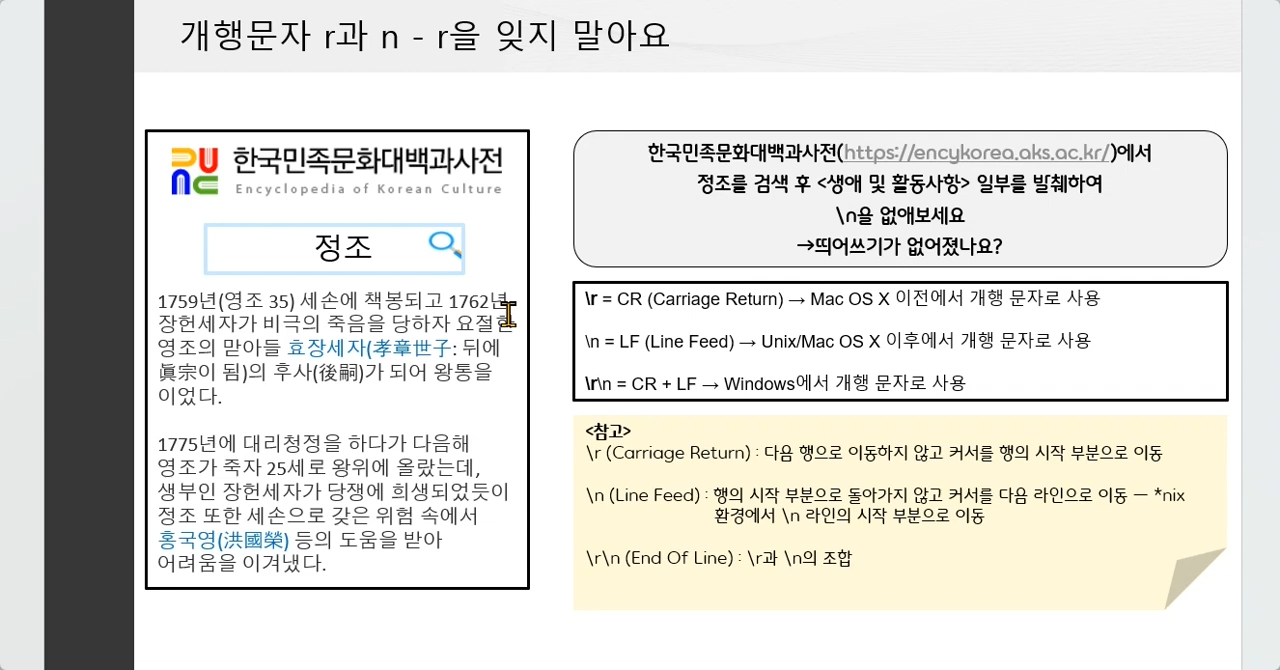 개행문자 r과 n - r을 잊지 말아요
한국민족문화대백과사전
Encyclopedia of Korean Culture
정조
1759년(영조 35) 세손에 책봉되고 1762년
장헌세자가 비극의 죽음을 당하자 요절한
영조의 맏아들 효장세자(孝章世子: 뒤에
眞宗이 됨)의 후사(後嗣)가 되어 왕통을
이었다.
1775년에 대리청정을 하다가 다음해
영조가 죽자 25세로 왕위에 올랐는데,
생부인 장헌세자가 당쟁에 희생되었듯이
정조 또한 세손으로 갖은 위험 속에서
홍국영(洪國榮) 등의 도움을 받아
어려움을 이겨냈다.
한국민족문화대백과사전(https://encykorea.aks.ac.kr/)에서
정조를 검색 후 <생애 및 활동사항> 일부를 발췌하여
\n을 없애보세요
→띄어쓰기가 없어졌나요?
\r = CR (Carriage Return) → Mac OS X 이전에서 개행 문자로 사용
\n = LF (Line Feed) → Unix/Mac OS X 이후에서 개행 문자로 사용
\r\n = CR + LF → Windows에서 개행 문자로 사용
<참고>
\r (Carriage Return) : 다음 행으로 이동하지 않고 커서를 행의 시작 부분으로 이동
\n (Line Feed) : 행의 시작 부분으로 돌아가지 않고 커서를 다음 라인으로 이동 — *nix
환경에서 \n 라인의 시작 부분으로 이동
\r\n (End Of Line) : \r과 \n의 조합